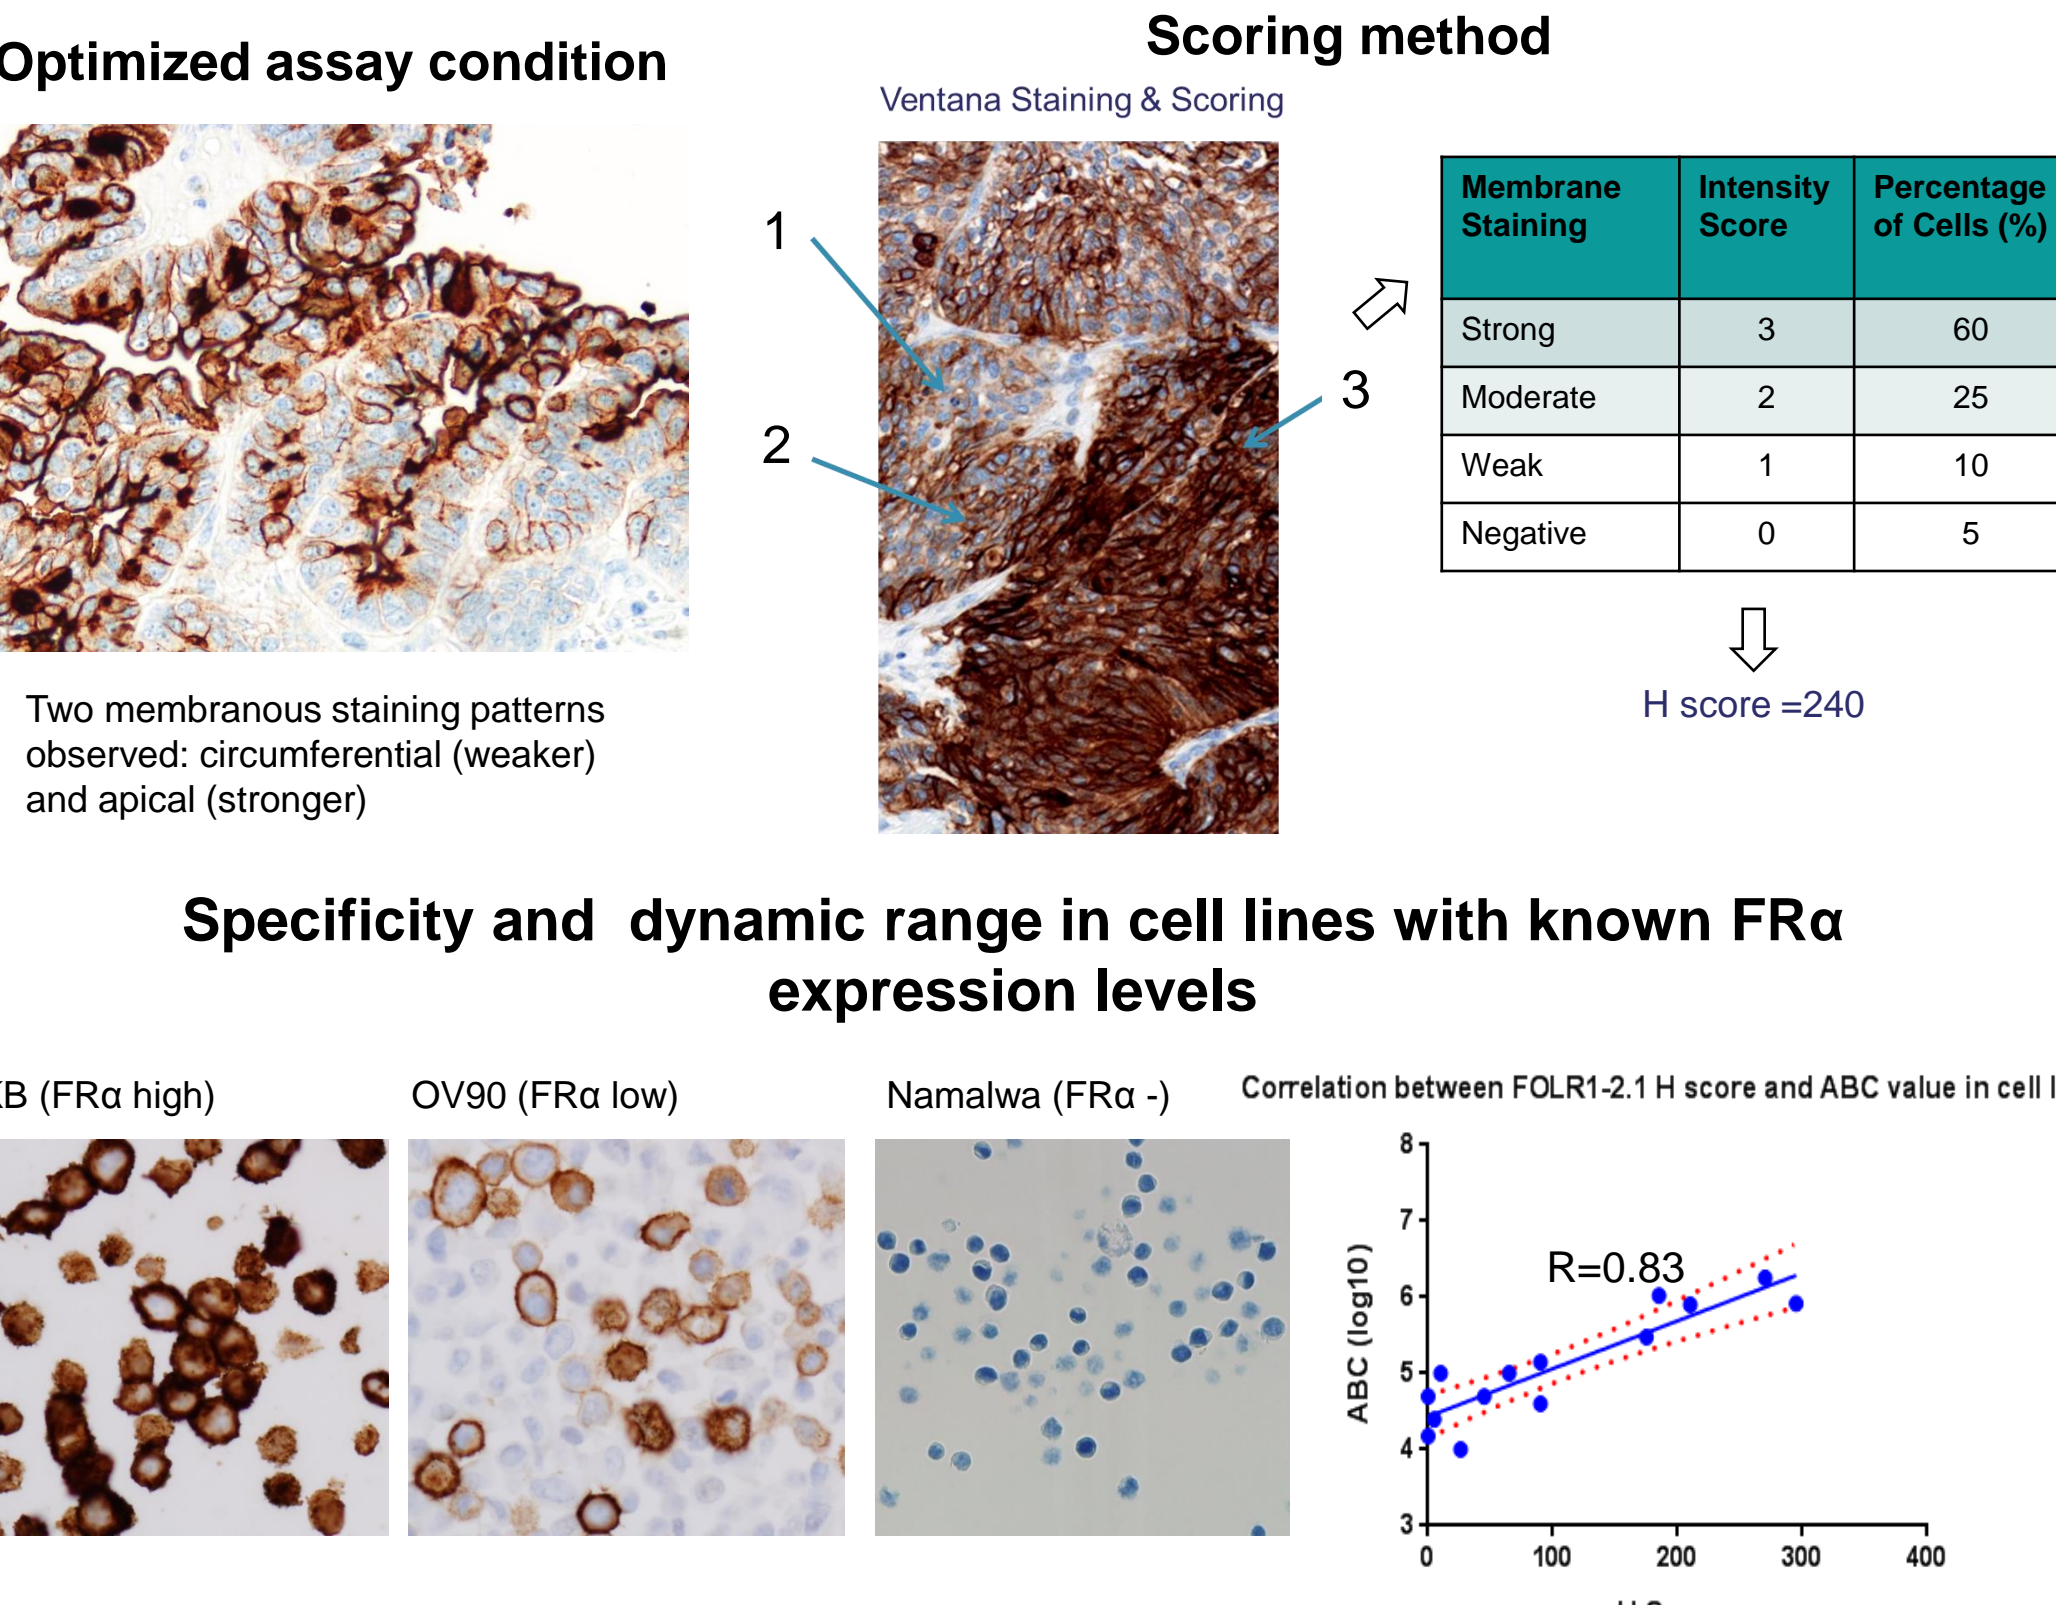 Optimized assay condition
Scoring method
Ventana Staining & Scoring
1
2
3
Membrane Staining Intensity Score Percentage of Cells (%)
Strong 3 60
Moderate 2 25
Weak 1 10
Negative 0 5
H score =240
Two membranous staining patterns
observed: circumferential (weaker)
and apical (stronger)
Specificity and dynamic range in cell lines with known FRα
expression levels
(FRα high)
OV90 (FRα low)
Namalwa (FRα -)
Correlation between FOLR1-2.1 H score and ABC value in cell
R=0.83
ABC (log10)
8
7
6
5
4
3
0 100 200 300 400